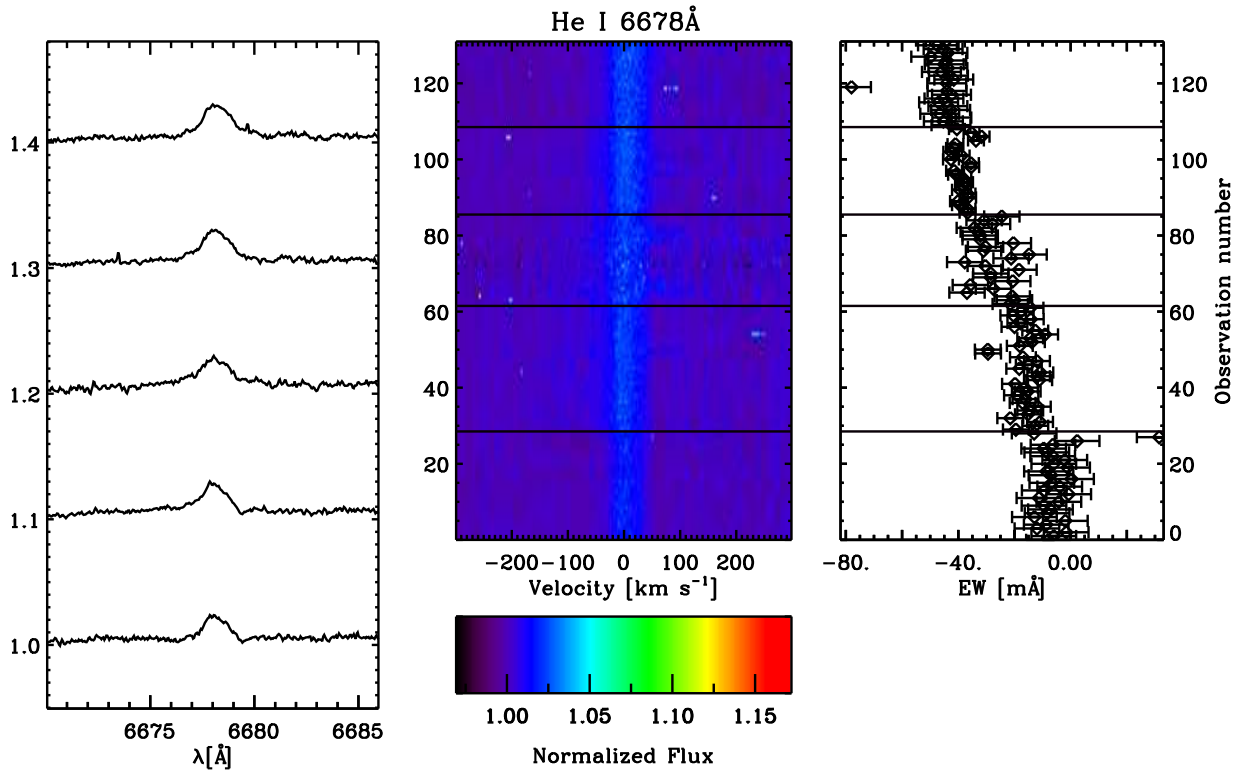 He I 6678Å
1.4
1.3
1.2
1.1
1.0
6675 6680 6685
λ[Å]
120
100
80
60
40
20
-200 -100 0 100 200
Velocity [km s⁻¹]
1.00 1.05 1.10 1.15
Normalized Flux
120
100
80
60
40
20
0
Observation number
-80. -40. 0.00
EW [mÅ]